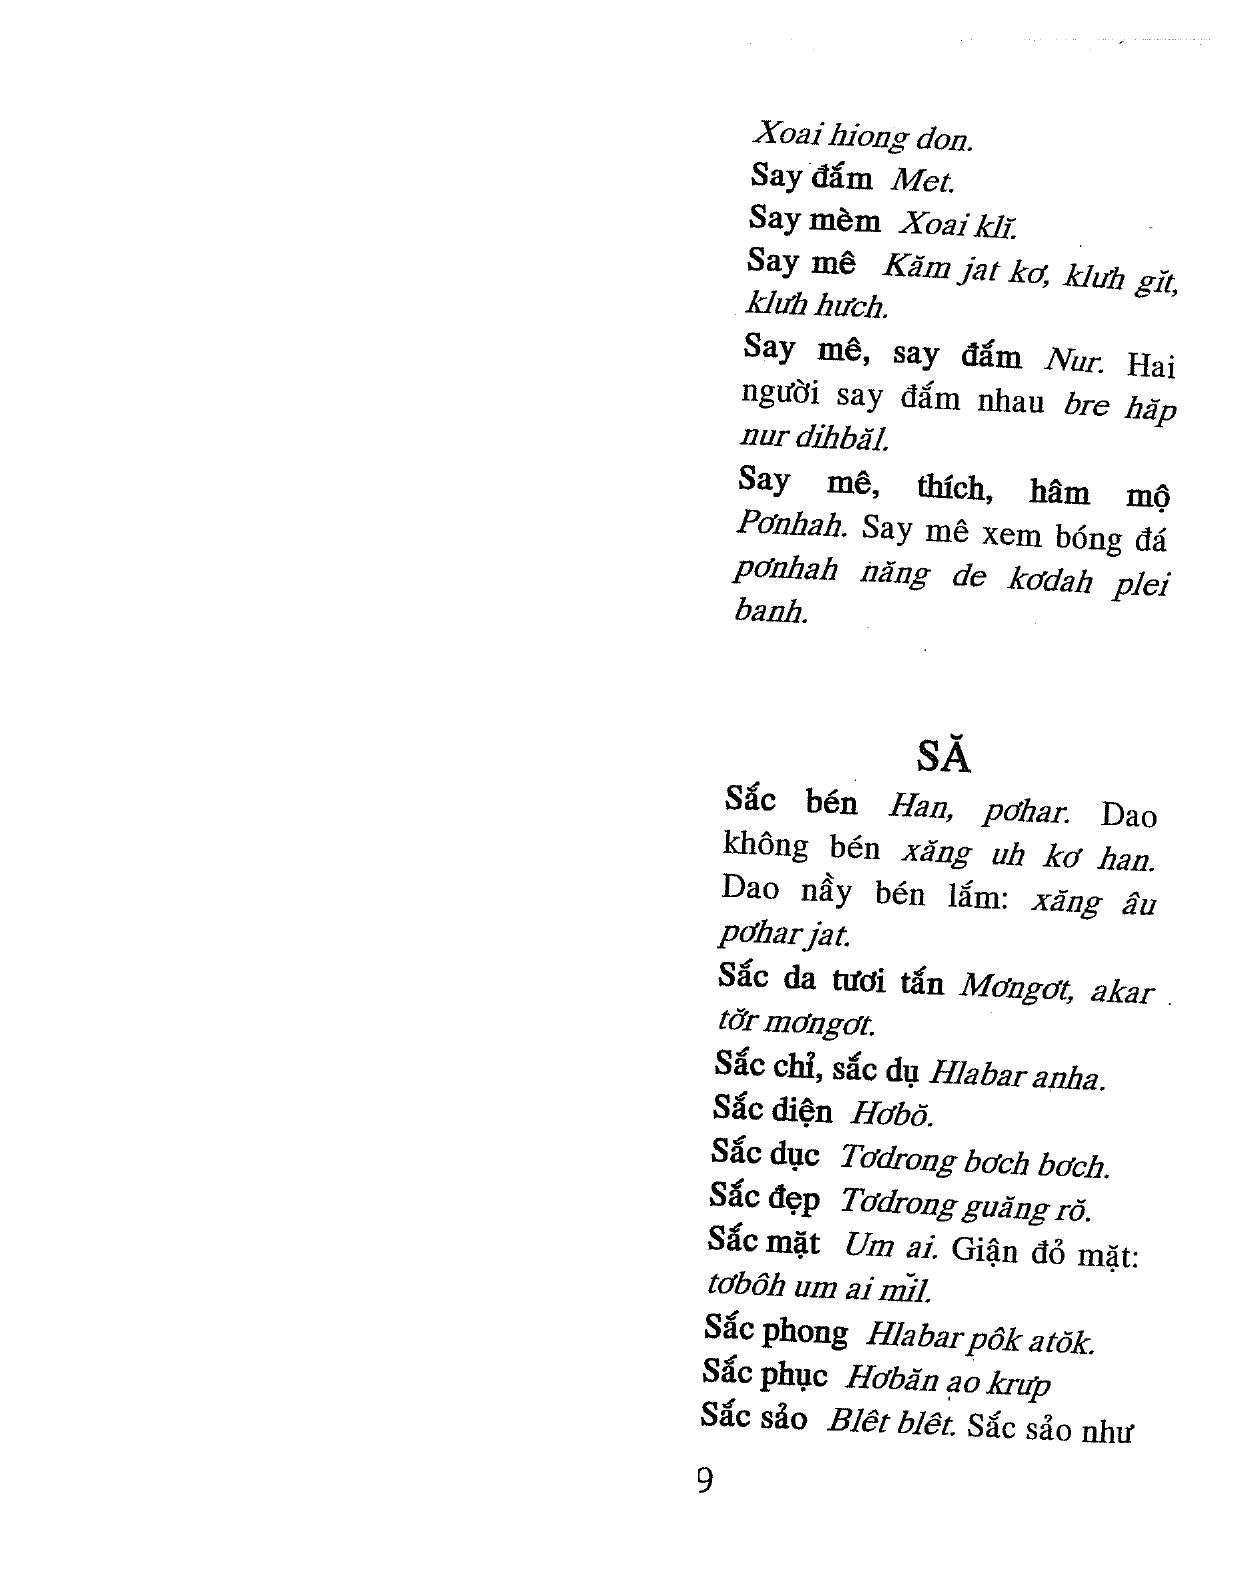 Xoai hiong don.
Say đắm Met.
Say mèm Xoai klĭ.
Say mê Kăm jat kơ, klưh gĭt,
klưh hưch.
Say mê, say đắm Nur. Hai
người say đắm nhau bre hăp
nur dihbăl.
Say mê, thích, hâm mộ
Pơnhah. Say mê xem bóng đá
pơnhah năng de kơdah plei
banh.
SĂ
Sắc bén Han, pơhar. Dao
không bén xăng uh kơ han.
Dao nầy bén lắm: xăng âu
pơhar jat.
Sắc da tươi tắn Mơngơt, akar
tơ̆r mơngơt.
Sắc chỉ, sắc dụ Hlabar anha.
Sắc diện Hơbŏ.
Sắc dục Tơdrong bơch bơch.
Sắc đẹp Tơdrong guăng rŏ.
Sắc mặt Um ai. Giận đỏ mặt:
tơbôh um ai mĭl.
Sắc phong Hlabar pôk atŏk.
Sắc phục Hơbăn ao krưp
Sắc sảo Blêt blêt. Sắc sảo như
9